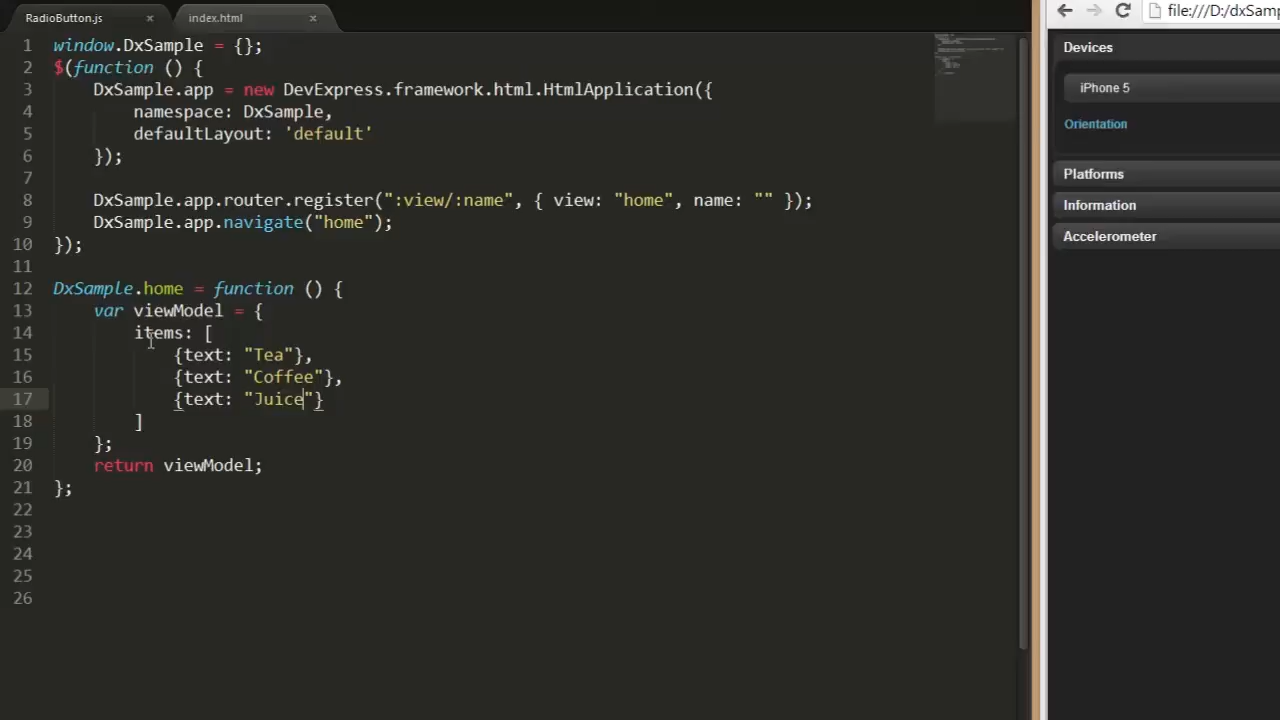 RadioButton.js
index.html
file:///D:/dxSamp
1 window.DxSample = {};
2 $(function () {
3 DxSample.app = new DevExpress.framework.html.HtmlApplication({
4 namespace: DxSample,
5 defaultLayout: 'default'
6 });
7
8 DxSample.app.router.register(":view/:name", { view: "home", name: "" });
9 DxSample.app.navigate("home");
10 });
11
12 DxSample.home = function () {
13 var viewModel = {
14 items: [
15 {text: "Tea"},
16 {text: "Coffee"},
17 {text: "Juice"}
18 ]
19 };
20 return viewModel;
21 };
22
23
24
25
26
Devices
iPhone 5
Orientation
Platforms
Information
Accelerometer